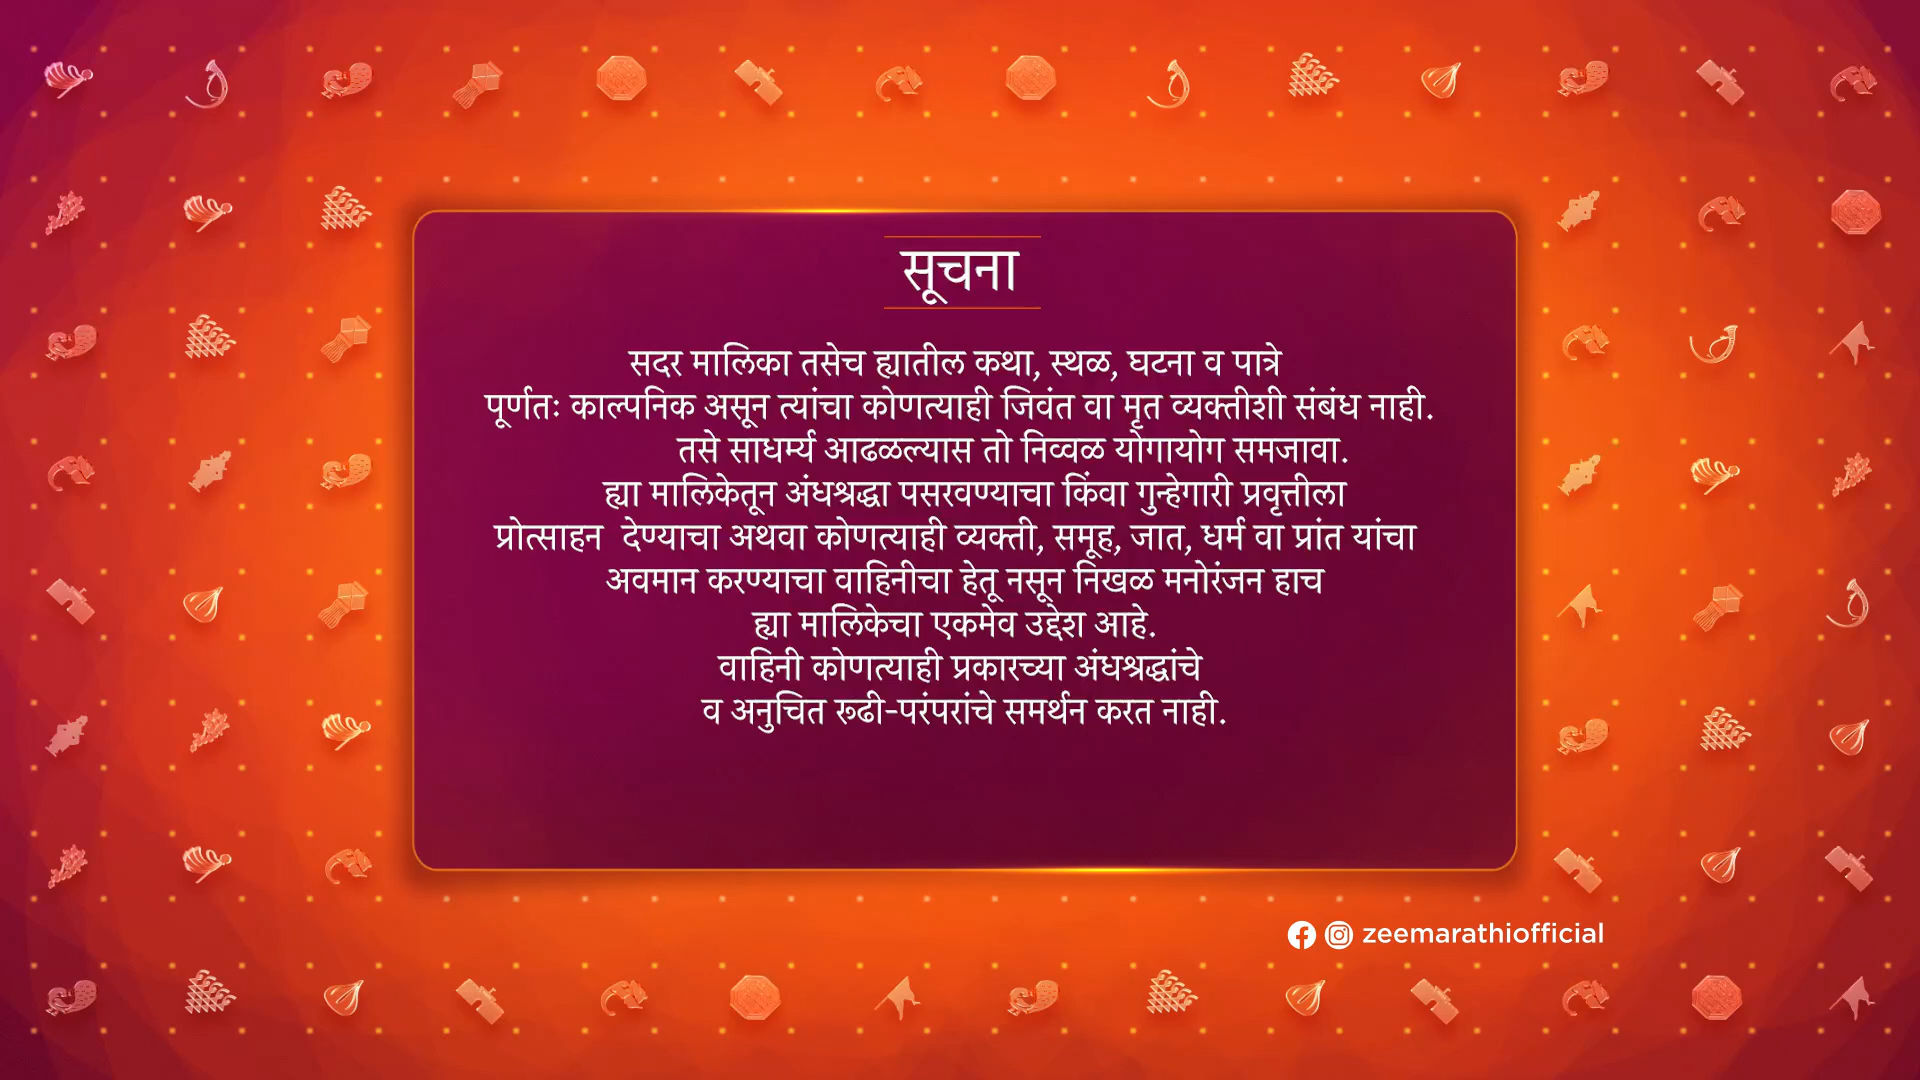 सूचना
सदर मालिका तसेच ह्यातील कथा, स्थळ, घटना व पात्रे
पूर्णतः काल्पनिक असून त्यांचा कोणत्याही जिवंत वा मृत व्यक्तीशी संबंध नाही.
तसे साधर्म्य आढळल्यास तो निव्वळ योगायोग समजावा.
ह्या मालिकेतून अंधश्रद्धा पसरवण्याचा किंवा गुन्हेगारी प्रवृत्तीला
प्रोत्साहन देण्याचा अथवा कोणत्याही व्यक्ती, समूह, जात, धर्म वा प्रांत यांचा
अवमान करण्याचा वाहिनीचा हेतू नसून निखळ मनोरंजन हाच
ह्या मालिकेचा एकमेव उद्देश आहे.
वाहिनी कोणत्याही प्रकारच्या अंधश्रद्धांचे
व अनुचित रूढी-परंपरांचे समर्थन करत नाही.
zeemarathiofficial